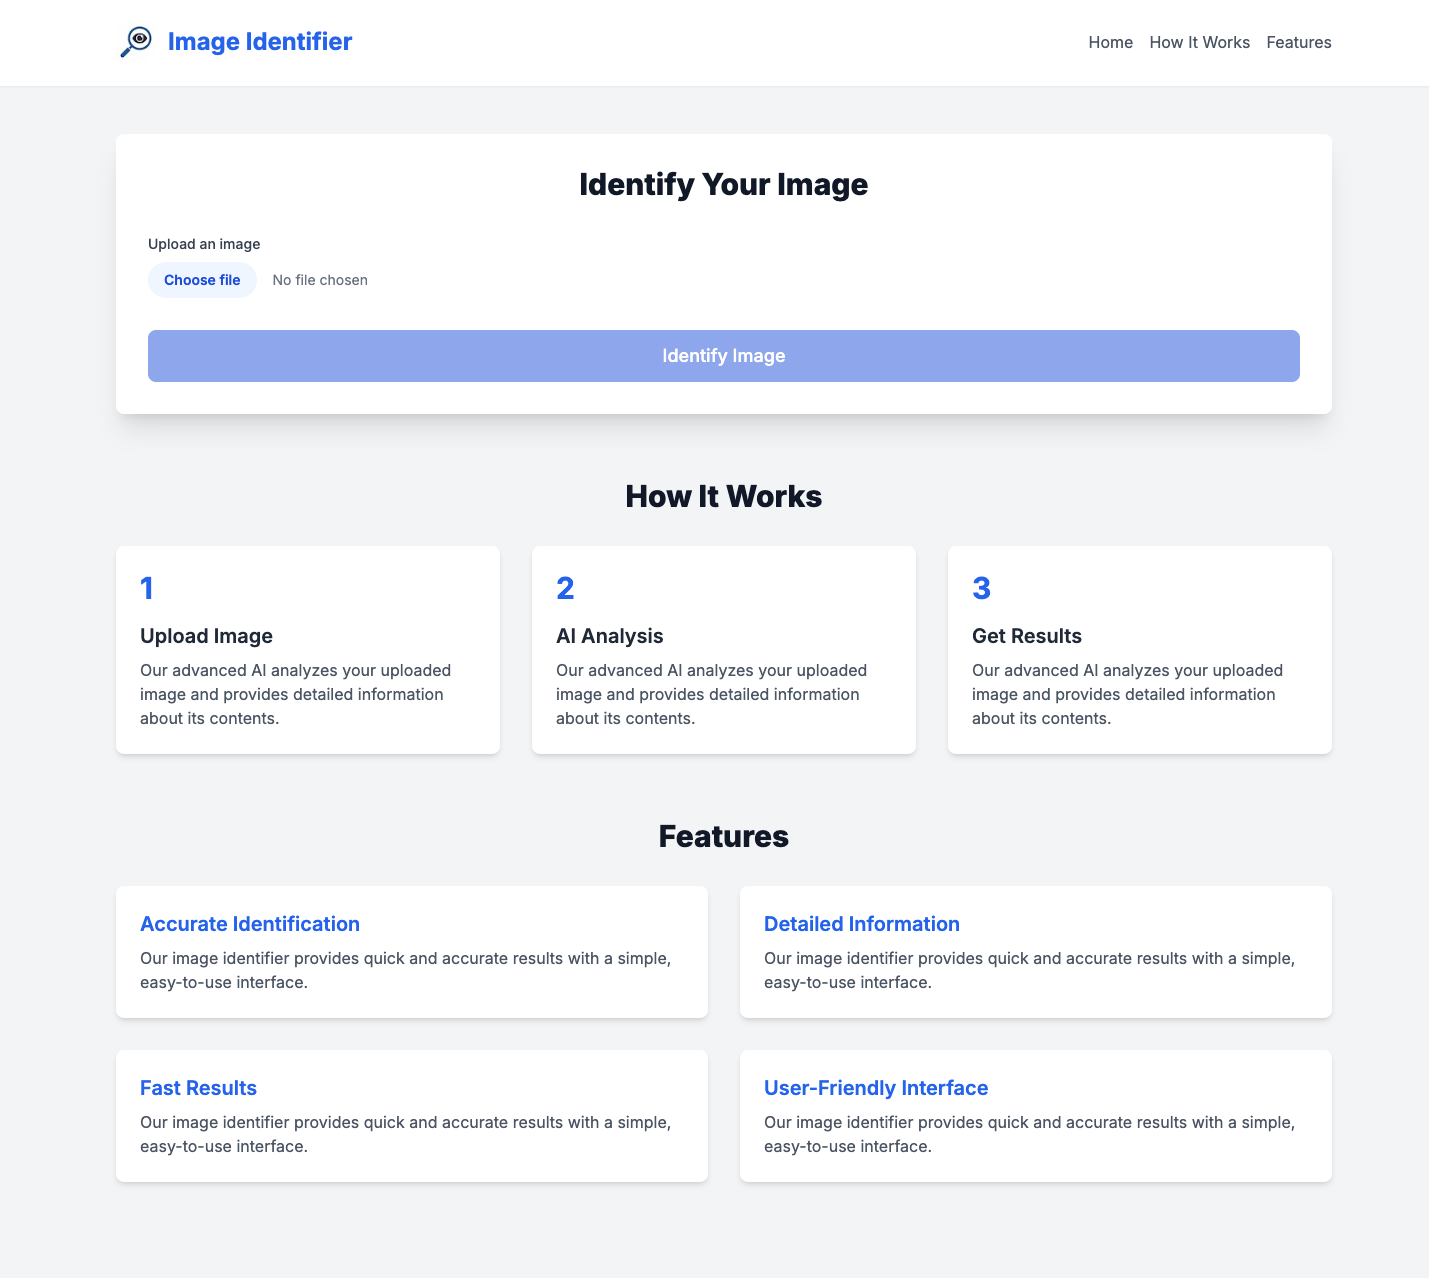 Image Identifier
Home
How It Works
Features
Identify Your Image
Upload an image
Choose file
No file chosen
Identify Image
How It Works
1
Upload Image
Our advanced AI analyzes your uploaded
image and provides detailed information
about its contents.
2
AI Analysis
Our advanced AI analyzes your uploaded
image and provides detailed information
about its contents.
3
Get Results
Our advanced AI analyzes your uploaded
image and provides detailed information
about its contents.
Features
Accurate Identification
Our image identifier provides quick and accurate results with a simple,
easy-to-use interface.
Detailed Information
Our image identifier provides quick and accurate results with a simple,
easy-to-use interface.
Fast Results
Our image identifier provides quick and accurate results with a simple,
easy-to-use interface.
User-Friendly Interface
Our image identifier provides quick and accurate results with a simple,
easy-to-use interface.